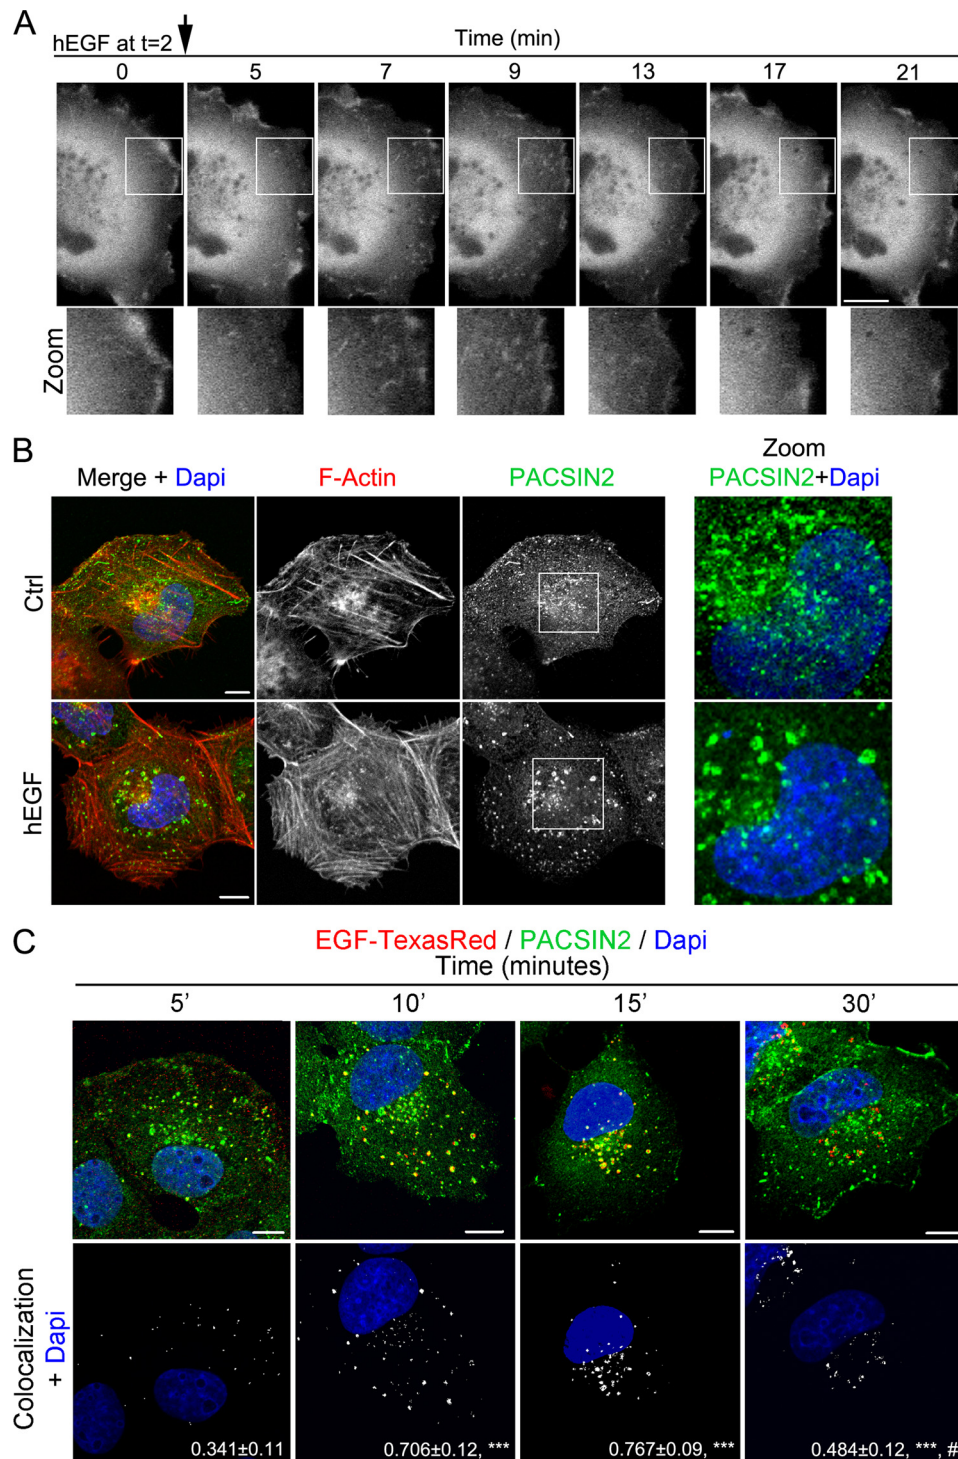 A
hEGF at t=2
Time (min)
0 5 7 9 13 17 21
Zoom
B
Zoom
Merge + Dapi F-Actin PACSIN2 PACSIN2+Dapi
Ctrl
hEGF
C
EGF-TexasRed / PACSIN2 / Dapi
Time (minutes)
5’ 10’ 15’ 30’
Colocalization
+ Dapi
0.341±0.11 0.706±0.12, *** 0.767±0.09, *** 0.484±0.12, ***, #